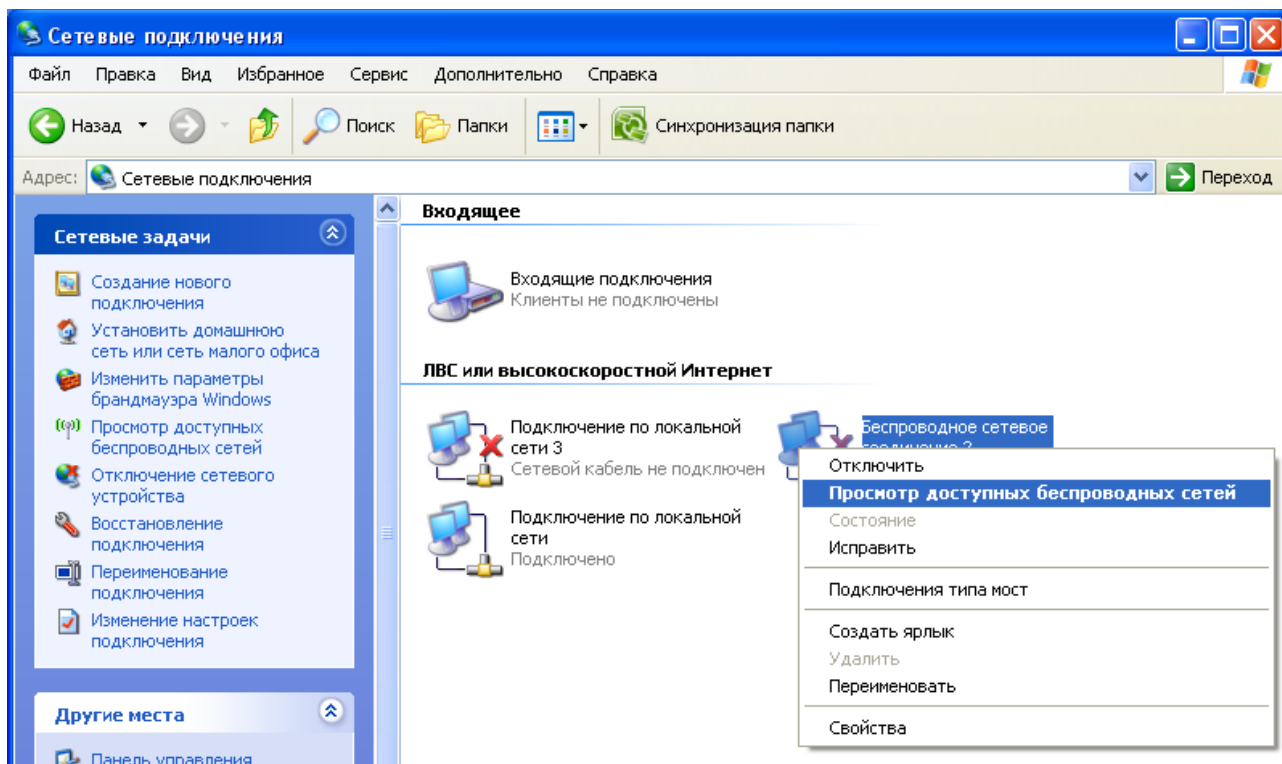 Сетевые подключения
Файл Правка Вид Избранное Сервис Дополнительно Справка
Назад Поиск Папки Синхронизация папки
Адрес: Сетевые подключения Переход
Сетевые задачи
Создание нового
подключения
Установить домашнюю
сеть или сеть малого офиса
Изменить параметры
брандмауэра Windows
Просмотр доступных
беспроводных сетей
Отключение сетевого
устройства
Восстановление
подключения
Переименование
подключения
Изменение настроек
подключения
Другие места
Панель управления
Входящее
Входящие подключения
Клиенты не подключены
ЛВС или высокоскоростной Интернет
Подключение по локальной
сети 3
Сетевой кабель не подключен
Подключение по локальной
сети
Подключено
Беспроводное сетевое
соединение 2
Отключить
Просмотр доступных беспроводных сетей
Состояние
Исправить
Подключения типа мост
Создать ярлык
Удалить
Переименовать
Свойства